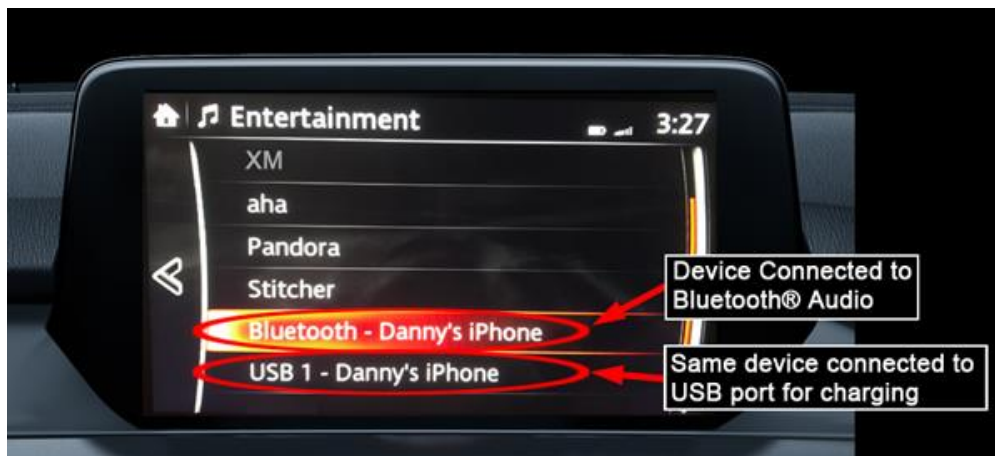 Entertainment 3:27
XM
aha
Pandora
Stitcher
Bluetooth - Danny's iPhone
USB 1 - Danny's iPhone
Device Connected to
Bluetooth® Audio
Same device connected to
USB port for charging